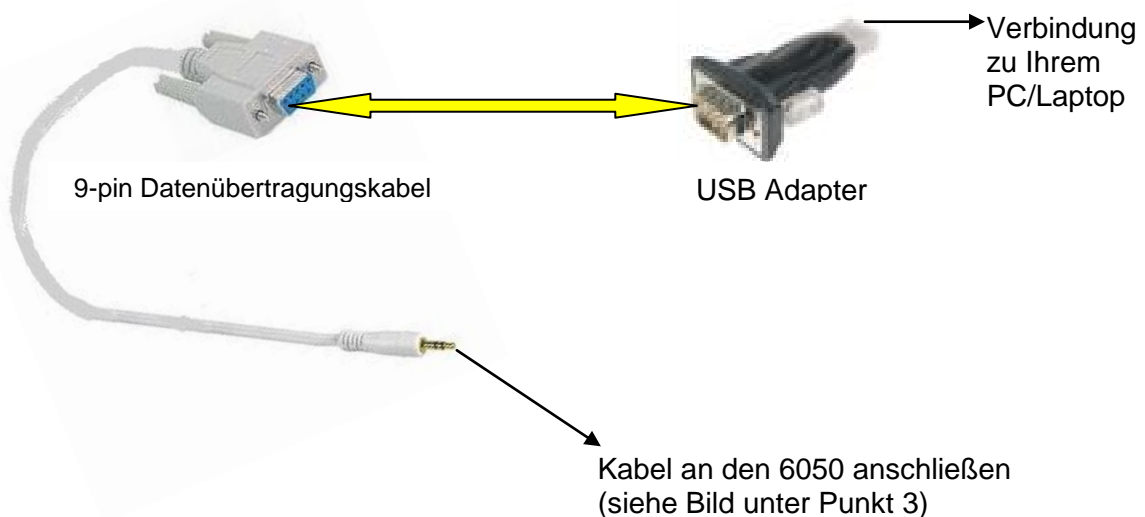 Verbindung
zu Ihrem
PC/Laptop
9-pin Datenübertragungskabel
USB Adapter
Kabel an den 6050 anschließen
(siehe Bild unter Punkt 3)